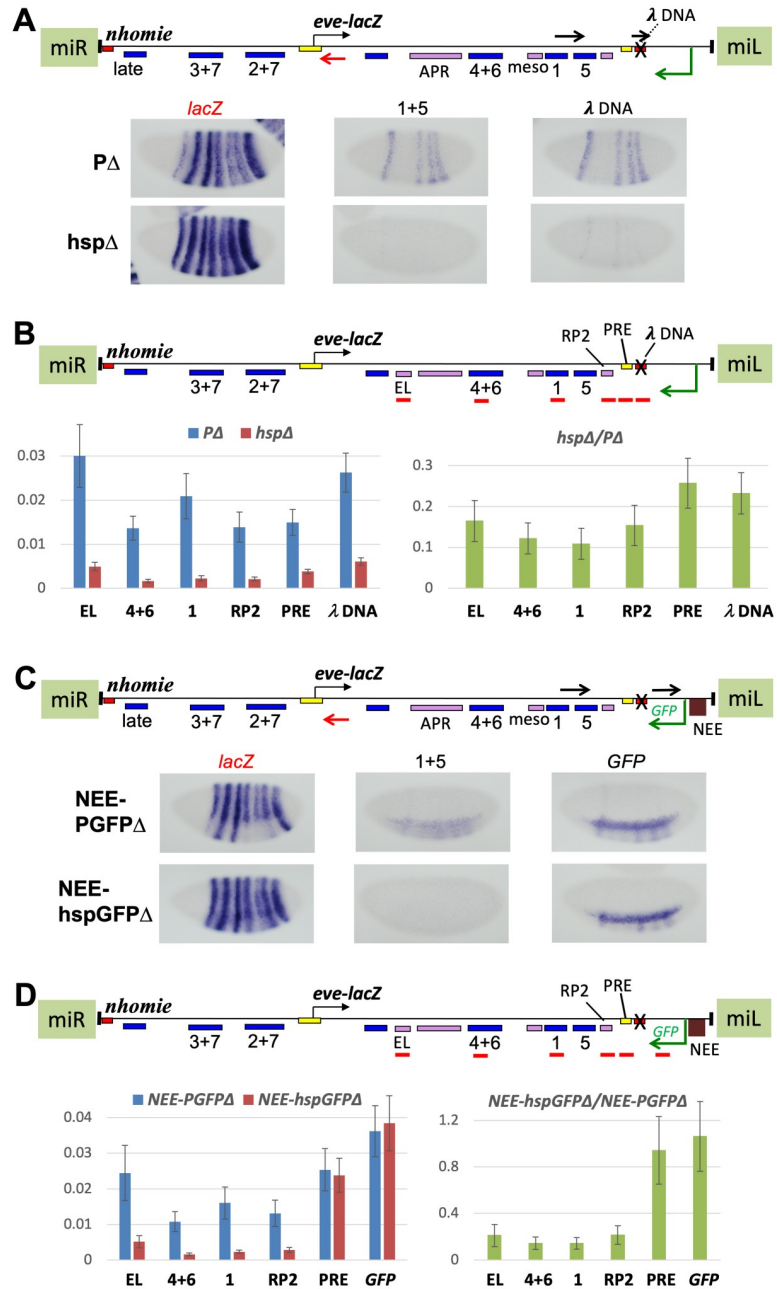 A
λ DNA
miR nhomie eve-lacZ miL
late 3+7 2+7 APR 4+6 meso 1 5
lacZ 1+5 λ DNA
PΔ
hspΔ
B
RP2 PRE λ DNA
miR nhomie eve-lacZ miL
3+7 2+7 EL 4+6 1 5
PΔ hspΔ
0.03
0.02
0.01
0
EL 4+6 1 RP2 PRE λ DNA
hspΔ/PΔ
0.3
0.2
0.1
0
EL 4+6 1 RP2 PRE λ DNA
C
miR nhomie eve-lacZ GFP miL
late 3+7 2+7 APR 4+6 meso 1 5 NEE
lacZ 1+5 GFP
NEE-
PGFPΔ
NEE-
hspGFPΔ
D
RP2 PRE
miR nhomie eve-lacZ GFP miL
3+7 2+7 EL 4+6 1 5 NEE
NEE-PGFPΔ NEE-hspGFPΔ
0.04
0.03
0.02
0.01
0
EL 4+6 1 RP2 PRE GFP
NEE-hspGFPΔ/NEE-PGFPΔ
1.2
0.8
0.4
0
EL 4+6 1 RP2 PRE GFP